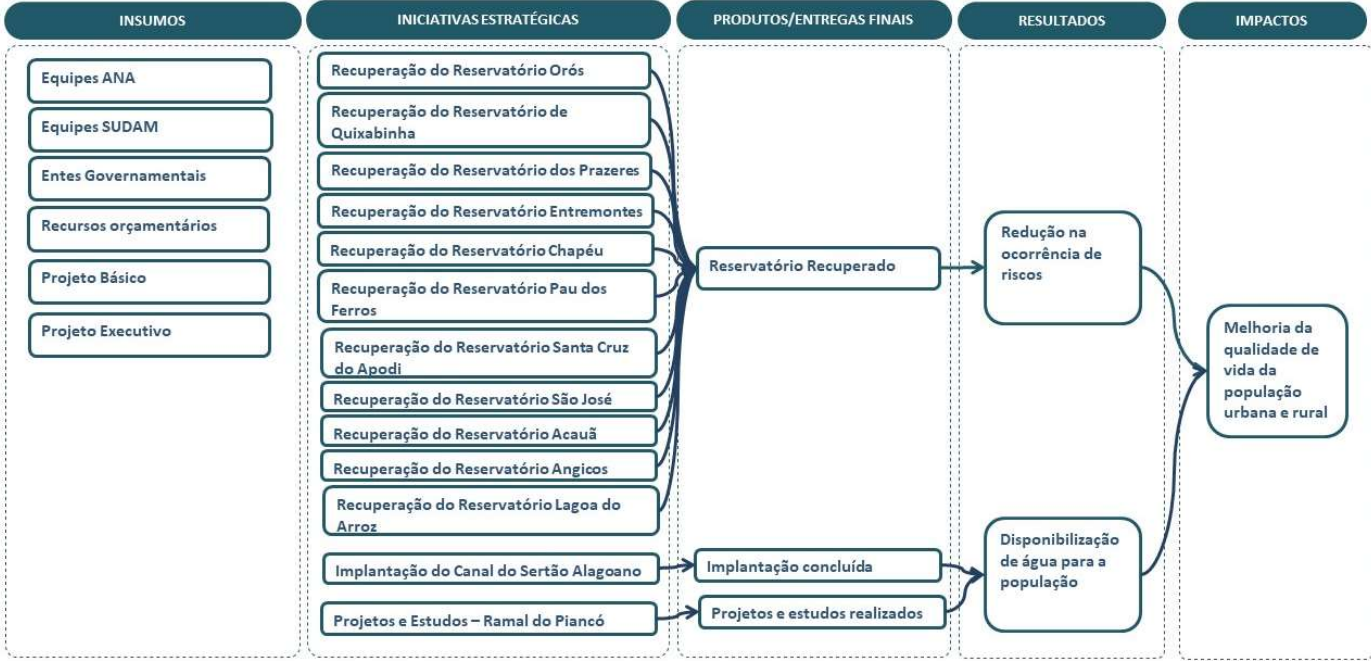 INSUMOS
INICIATIVAS ESTRATÉGICAS
PRODUTOS/ENTREGAS FINAIS
RESULTADOS
IMPACTOS
Equipes ANA
Equipes SUDAM
Entes Governamentais
Recursos orçamentários
Projeto Básico
Projeto Executivo
Recuperação do Reservatório Orós
Recuperação do Reservatório de
Quixabinha
Recuperação do Reservatório dos Prazeres
Recuperação do Reservatório Entremontes
Recuperação do Reservatório Chapéu
Recuperação do Reservatório Pau dos
Ferros
Recuperação do Reservatório Santa Cruz
do Apodi
Recuperação do Reservatório São José
Recuperação do Reservatório Acauã
Recuperação do Reservatório Angicos
Recuperação do Reservatório Lagoa do
Arroz
Implantação do Canal do Sertão Alagoano
Projetos e Estudos – Ramal do Piancó
Reservatório Recuperado
Implantação concluída
Projetos e estudos realizados
Redução na
ocorrência de
riscos
Disponibilização
de água para a
população
Melhoria da
qualidade de
vida da
população
urbana e rural